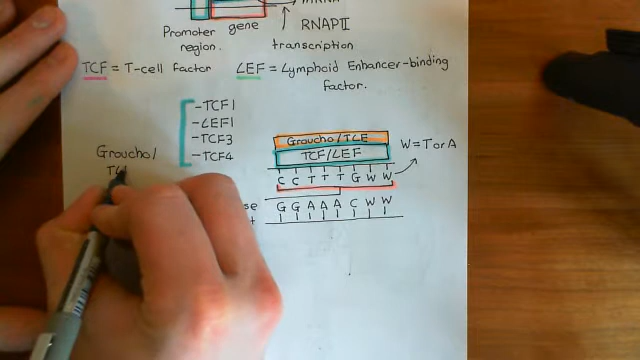 mRNA
Promoter gene RNAPII
region. transcription
TCF = T-cell factor LEF = Lymphoid Enhancer-binding
factor.
-TCF1
-LEF1
-TCF3
-TCF4
Groucho/TLE
TCF/LEF
W = T or A
C C T T T G W W
G G A A A C W W
Groucho/